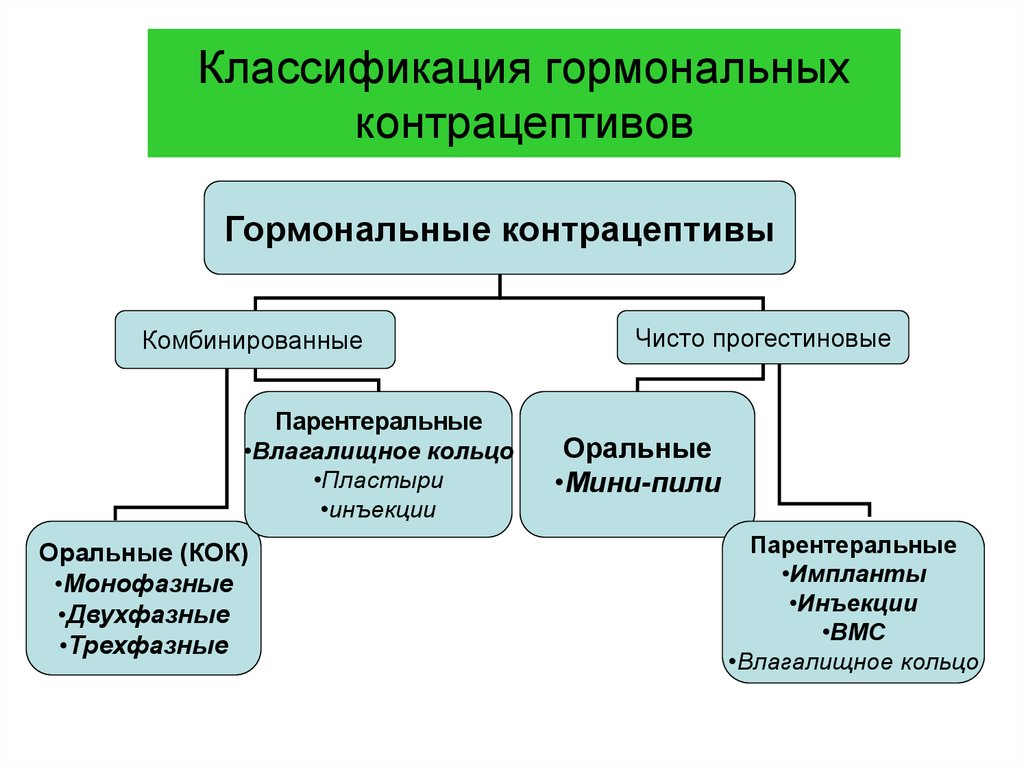 Классификация гормональных
контрацептивов
Гормональные контрацептивы
Комбинированные
Чисто прогестиновые
Парентеральные
•Влагалищное кольцо
•Пластыри
•инъекции
Оральные
•Мини-пили
Оральные (КОК)
•Монофазные
•Двухфазные
•Трехфазные
Парентеральные
•Импланты
•Инъекции
•ВМС
•Влагалищное кольцо